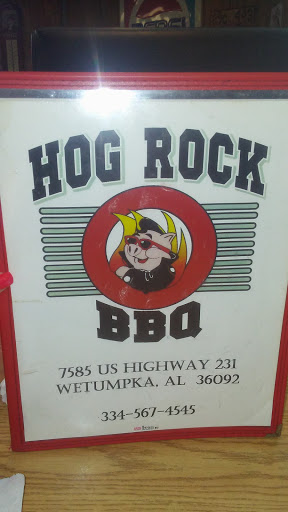 HOG ROCK
BBQ
7585 US HIGHWAY 231
WETUMPKA, AL 36092
334-567-4545